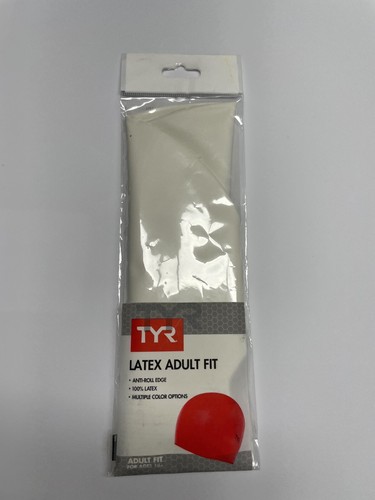 TYR
LATEX ADULT FIT
• ANTI-ROLL EDGE
• 100% LATEX
• MULTIPLE COLOR OPTIONS
ADULT FIT